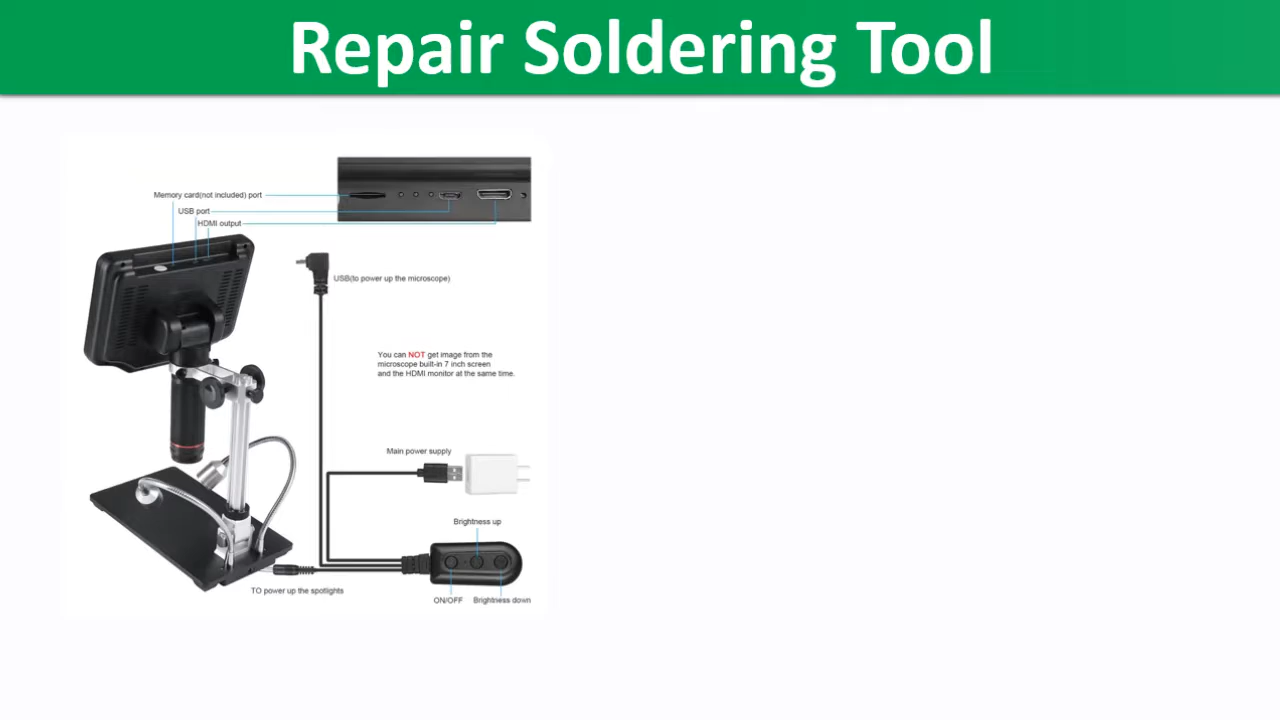 Repair Soldering Tool
Memory card(not included) port
USB port
HDMI output
USB(to power up the microscope)
You can NOT get image from the
microscope built-in 7 inch screen
and the HDMI monitor at the same time.
Main power supply
Brightness up
TO power up the spotlights
ON/OFF
Brightness down